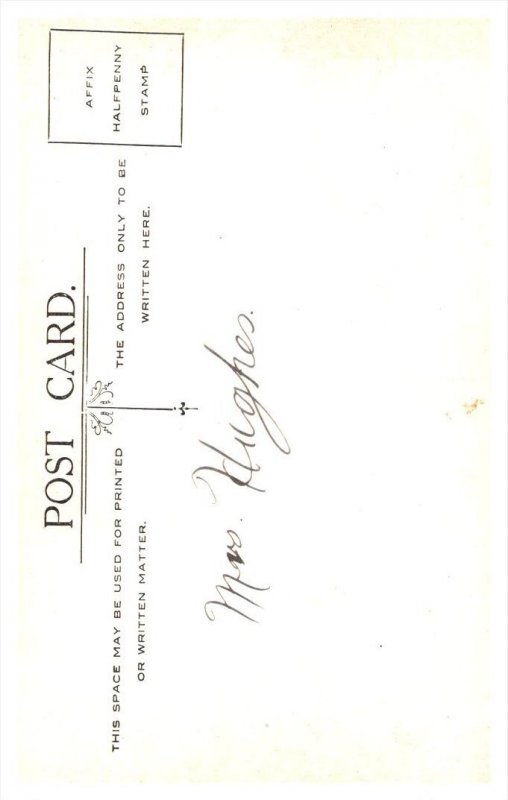 POST CARD.
AFFIX
HALFPENNY
STAMP
THIS SPACE MAY BE USED FOR PRINTED
OR WRITTEN MATTER.
THE ADDRESS ONLY TO BE
WRITTEN HERE.
Mrs. Hughes.